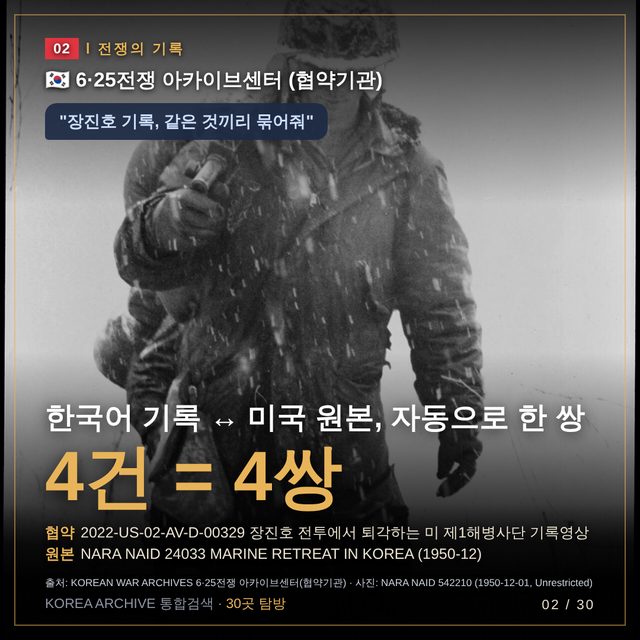 02 | 전쟁의 기록
🇰🇷 6·25전쟁 아카이브센터 (협약기관)
"장진호 기록, 같은 것끼리 묶어줘"
한국어 기록 ↔ 미국 원본, 자동으로 한 쌍
4건 = 4쌍
협약 2022-US-02-AV-D-00329 장진호 전투에서 퇴각하는 미 제1해병사단 기록영상
원본 NARA NAID 24033 MARINE RETREAT IN KOREA (1950-12)
출처: KOREAN WAR ARCHIVES 6·25전쟁 아카이브센터(협약기관) · 사진: NARA NAID 542210 (1950-12-01, Unrestricted)
KOREA ARCHIVE 통합검색 · 30곳 탐방
02 / 30